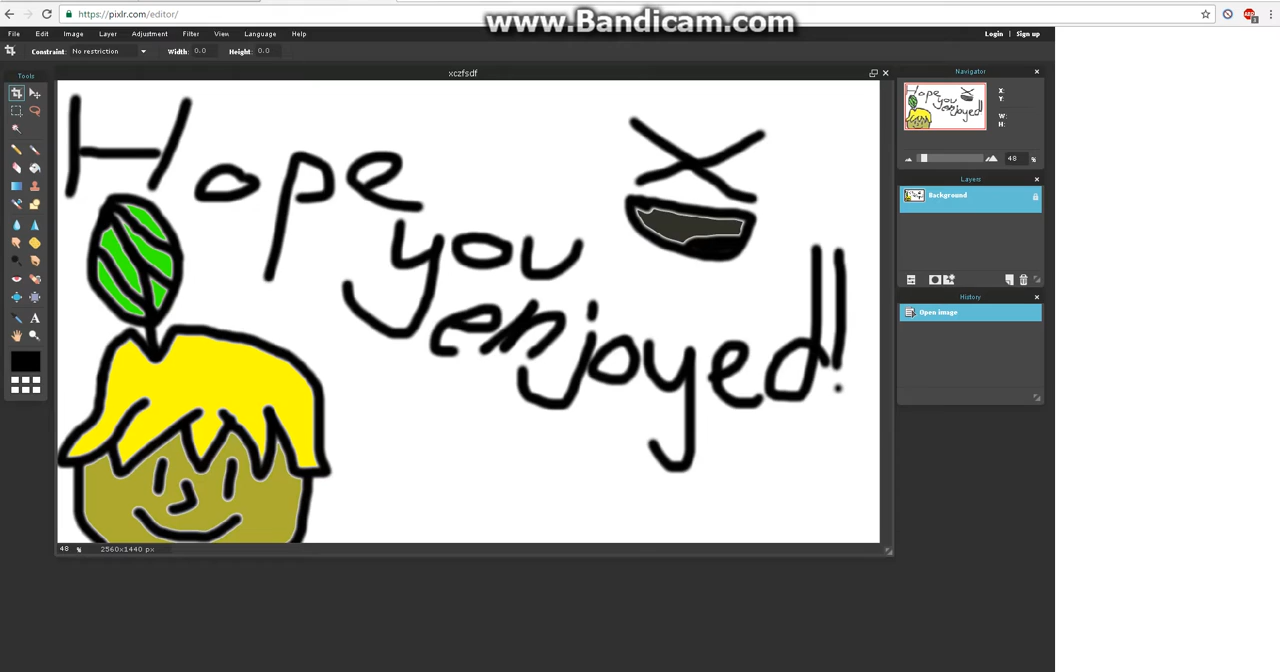 https://pixlr.com/editor/
www.Bandicam.com
File Edit Image Layer Adjustment Filter View Language Help
Login Sign up
Constraint: No restriction Width: 0.0 Height: 0.0
Tools
xczfsdf
Navigator
X:
Y:
W:
H:
48 %
Layers
Background
History
Open image
Hope
you
enjoyed!!
48 % 2560x1440 px